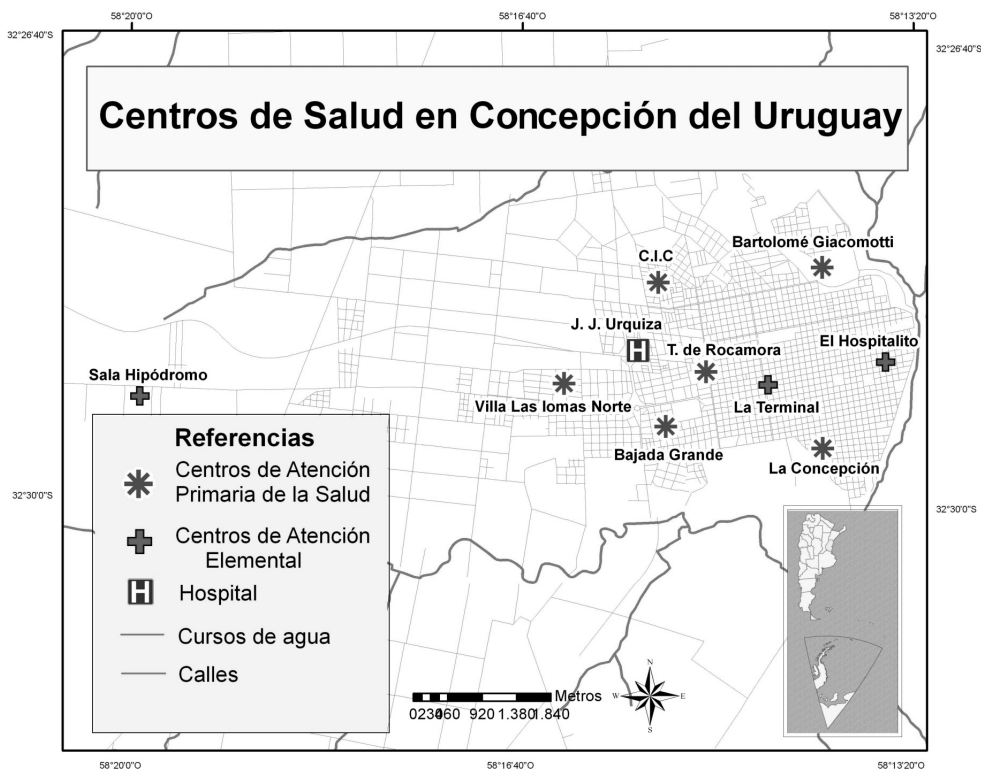 58°20'0
58°16'40"O
58°13'20"O
32°26'40"S
32°26'40"S
Centros de Salud en Concepción del Uruguay
Bartolomé Giacomotti
C.I.C
J. J. Urquiza
El Hospitalito
T. de Rocamora
Sala Hipódromo
Villa Las lomas Norte
La Terminal
Bajada Grande
La Concepción
Referencias
Centros de Atención
Primaria de la Salud
Centros de Atención
Elemental
Hospital
Cursos de agua
Calles
32°30'0"S
32°30'0"S
Metros
0 230 460 920 1.380 1.840
N
W E
S
H
H
58°20'0"O
58°16'40"O
58°13'20"O